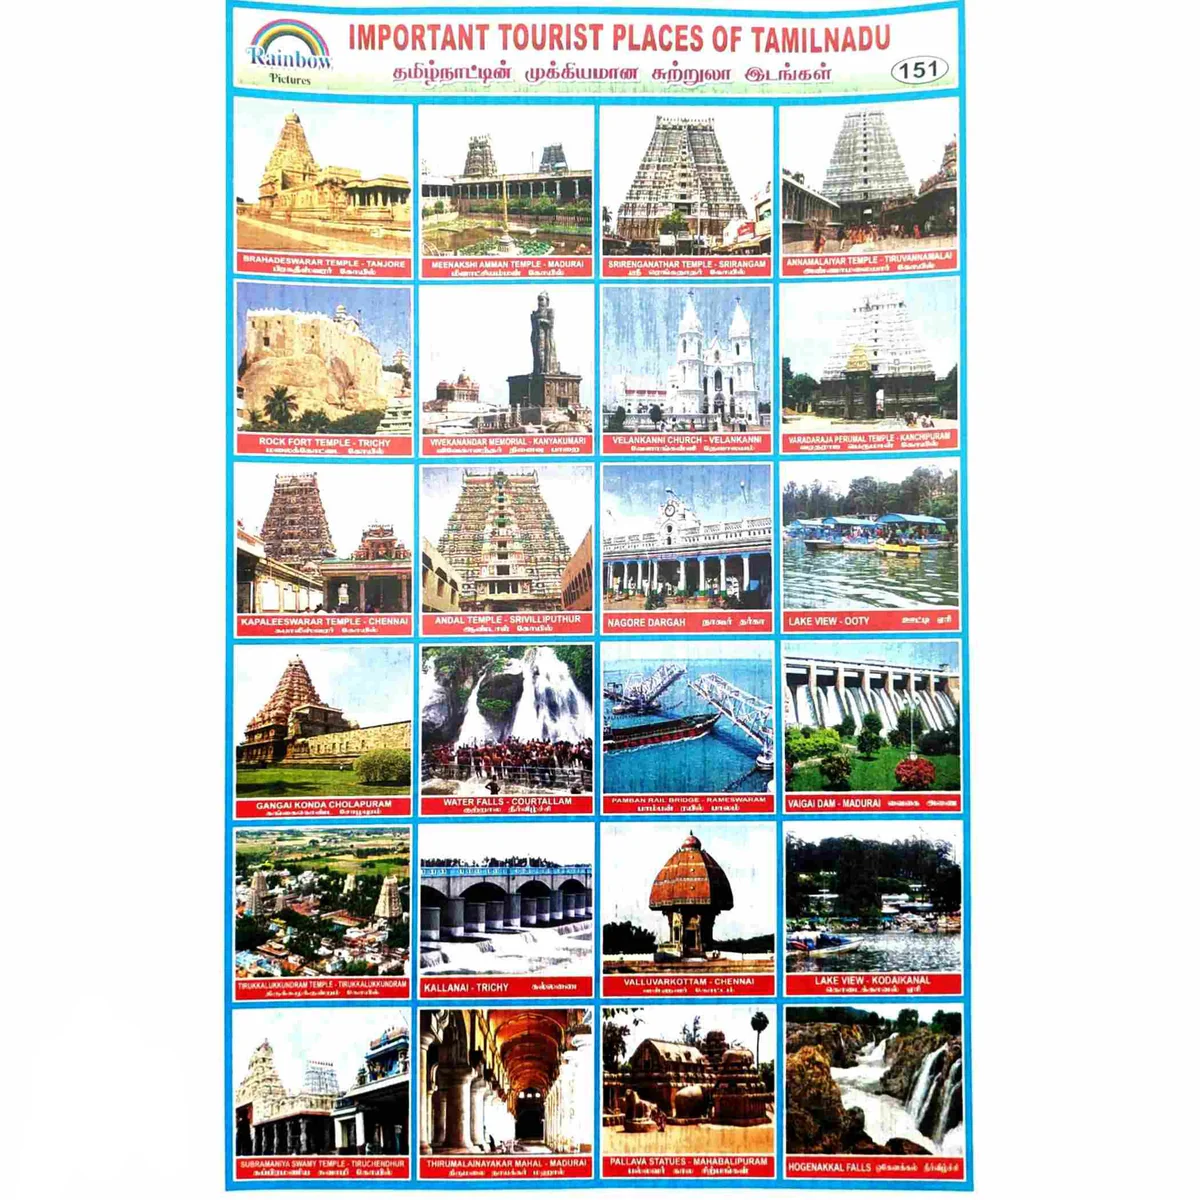 Rainbow
Pictures
IMPORTANT TOURIST PLACES OF TAMILNADU
தமிழ்நாட்டின் முக்கியமான சுற்றுலா இடங்கள்
151
BRAHADESWARAR TEMPLE - TANJORE
பிரகதீஸ்வரர் கோயில்
MEENAKSHI AMMAN TEMPLE - MADURAI
மீனாட்சியம்மன் கோயில்
SRIRENGANATHAR TEMPLE - SRIRANGAM
ஸ்ரீ ரெங்கநாதர் கோயில்
ANNAMALAIYAR TEMPLE - TIRUVANNAMALAI
அண்ணாமலையார் கோயில்
ROCK FORT TEMPLE - TRICHY
மலைக்கோட்டை கோயில்
VIVEKANANDAR MEMORIAL - KANYAKUMARI
விவேகானந்தர் நினைவு பாறை
VELANKANNI CHURCH - VELANKANNI
வேளாங்கண்ணி தேவாலயம்
VARADARAJA PERUMAL TEMPLE - KANCHIPURAM
வரதராஜ பெருமாள் கோயில்
KAPALEESWARAR TEMPLE - CHENNAI
கபாலீஸ்வரர் கோயில்
ANDAL TEMPLE - SRIVILLIPUTHUR
ஆண்டாள் கோயில்
NAGORE DARGAH நாகூர் தர்கா
LAKE VIEW - OOTY ஊட்டி ஏரி
GANGAI KONDA CHOLAPURAM
கங்கைகொண்ட சோழபுரம்
WATER FALLS - COURTALLAM
குற்றால நீர்வீழ்ச்சி
PAMBAN RAIL BRIDGE - RAMESWARAM
பாம்பன் ரயில் பாலம்
VAIGAI DAM - MADURAI வைகை அணை
TIRUKKALUKKUNDRAM TEMPLE - TIRUKKALUKKUNDRAM
திருக்கழுக்குன்றம் கோயில்
KALLANAI - TRICHY கல்லணை
VALLUVARKOTTAM - CHENNAI
வள்ளுவர் கோட்டம்
LAKE VIEW - KODAIKANAL
கொடைக்கானல் ஏரி
SUBRAMANIYA SWAMY TEMPLE - TIRUCHENDHUR
சுப்பிரமணிய சுவாமி கோயில்
THIRUMALAINAYAKAR MAHAL - MADURAI
திருமலை நாயக்கர் மஹால்
PALLAVA STATUES - MAHABALIPURAM
பல்லவர் கால சிற்பங்கள்
HOGENAKKAL FALLS ஒகேனக்கல் நீர்வீழ்ச்சி